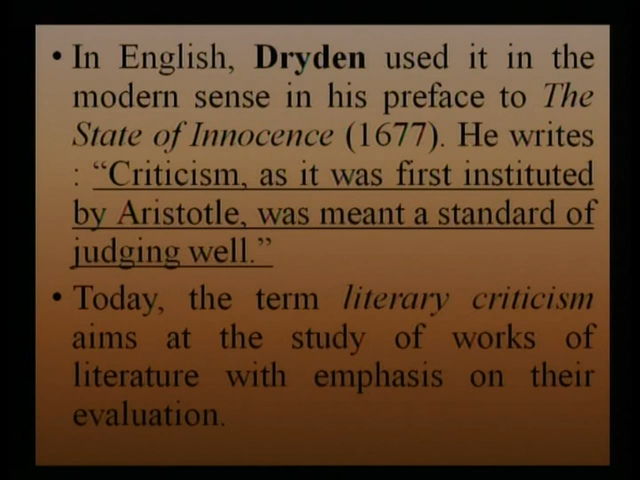 • In English, Dryden used it in the
modern sense in his preface to The
State of Innocence (1677). He writes
: “Criticism, as it was first instituted
by Aristotle, was meant a standard of
judging well.”
• Today, the term literary criticism
aims at the study of works of
literature with emphasis on their
evaluation.